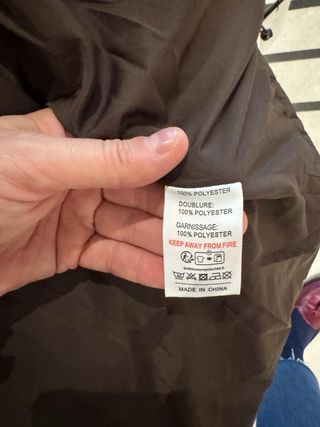 100% POLYESTER
DOUBLURE:
100% POLYESTER
GARNISSAGE:
100% POLYESTER
KEEP AWAY FROM FIRE
MADE IN CHINA